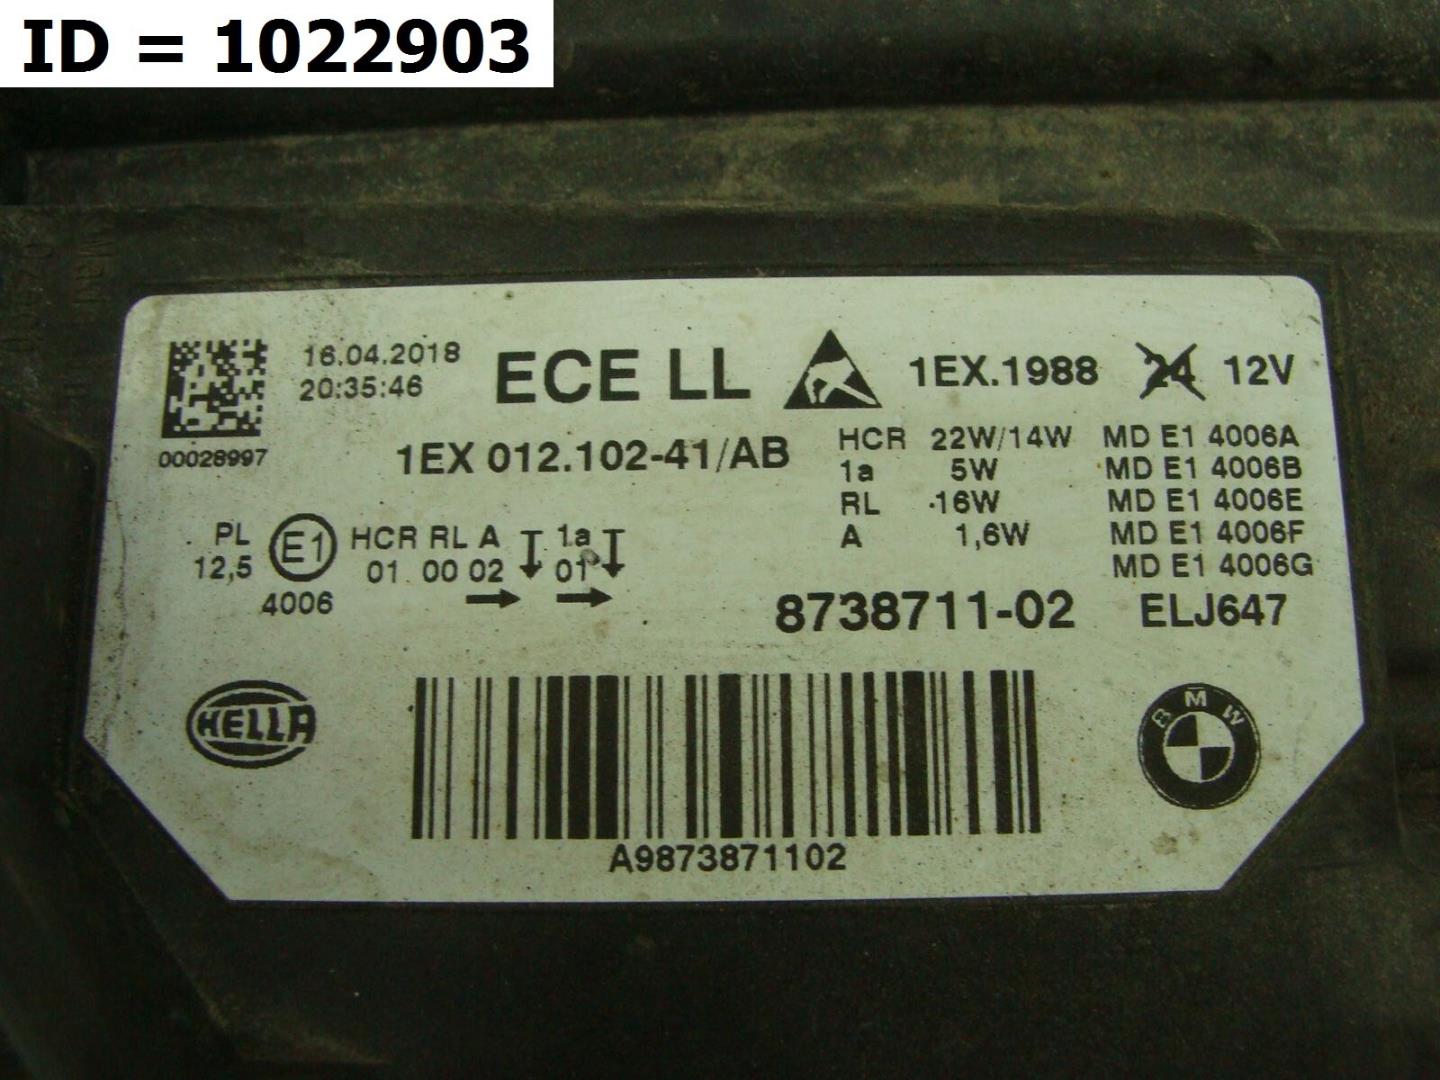 ID = 1022903
16.04.2018
20:35:46
ECE LL
1EX.1988 24 12V
00028997
1EX 012.102-41/AB
HCR 22W/14W MD E1 4006A
1a 5W MD E1 4006B
RL 16W MD E1 4006E
A 1,6W MD E1 4006F
MD E1 4006G
PL E1 HCR RL A 1a
12,5 01 00 02 01
4006
8738711-02 ELJ647
HELLA
BMW
A9873871102